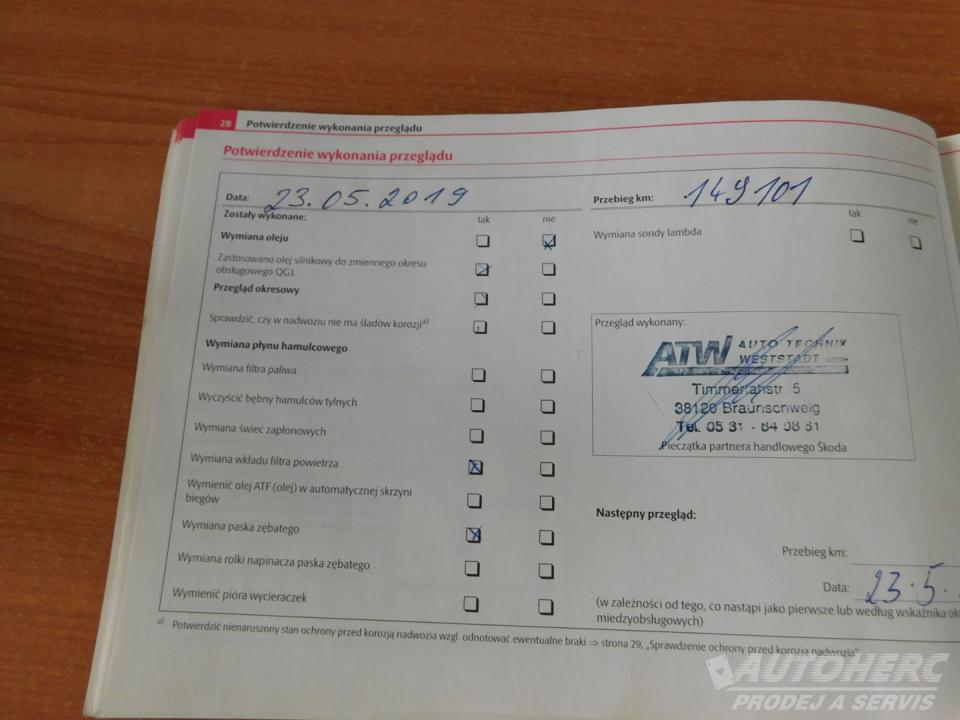 28 Potwierdzenie wykonania przeglądu
Potwierdzenie wykonania przeglądu
Data: 23.05.2019
Przebieg km: 149101
Zostały wykonane: tak nie
tak nie
Wymiana oleju
Wymiana sondy lambda
Zastosowano olej silnikowy do zmiennego okresu
obsługowego QG1
Przegląd okresowy
Sprawdzić, czy w nadwoziu nie ma śladów korozji a)
Przegląd wykonany:
ATW AUTO TECHNIK
WESTSTADT GmbH
38120 Braunschweig
Tel. 05 31 - 84 08 81
Pieczątka partnera handlowego Škoda
Wymiana płynu hamulcowego
Wymiana filtra paliwa
Wyczyścić bębny hamulców tylnych
Wymiana świec zapłonowych
Wymiana wkładu filtra powietrza
Wymienić olej ATF (olej) w automatycznej skrzyni
biegów
Następny przegląd:
Wymiana paska zębatego
Przebieg km:
Wymiana rolki napinacza paska zębatego
Data: 23.5.
Wymienić pióra wycieraczek
(w zależności od tego, co nastąpi jako pierwsze lub według wskaźnika
międzyobsługowych)
a) Potwierdzić nienaruszony stan ochrony przed korozją nadwozia wzgl. odnotować ewentualne braki ⇒ strona 29, „Sprawdzenie ochrony przed korozją nadwozia”
AUTOHERC
PRODEJ A SERVIS